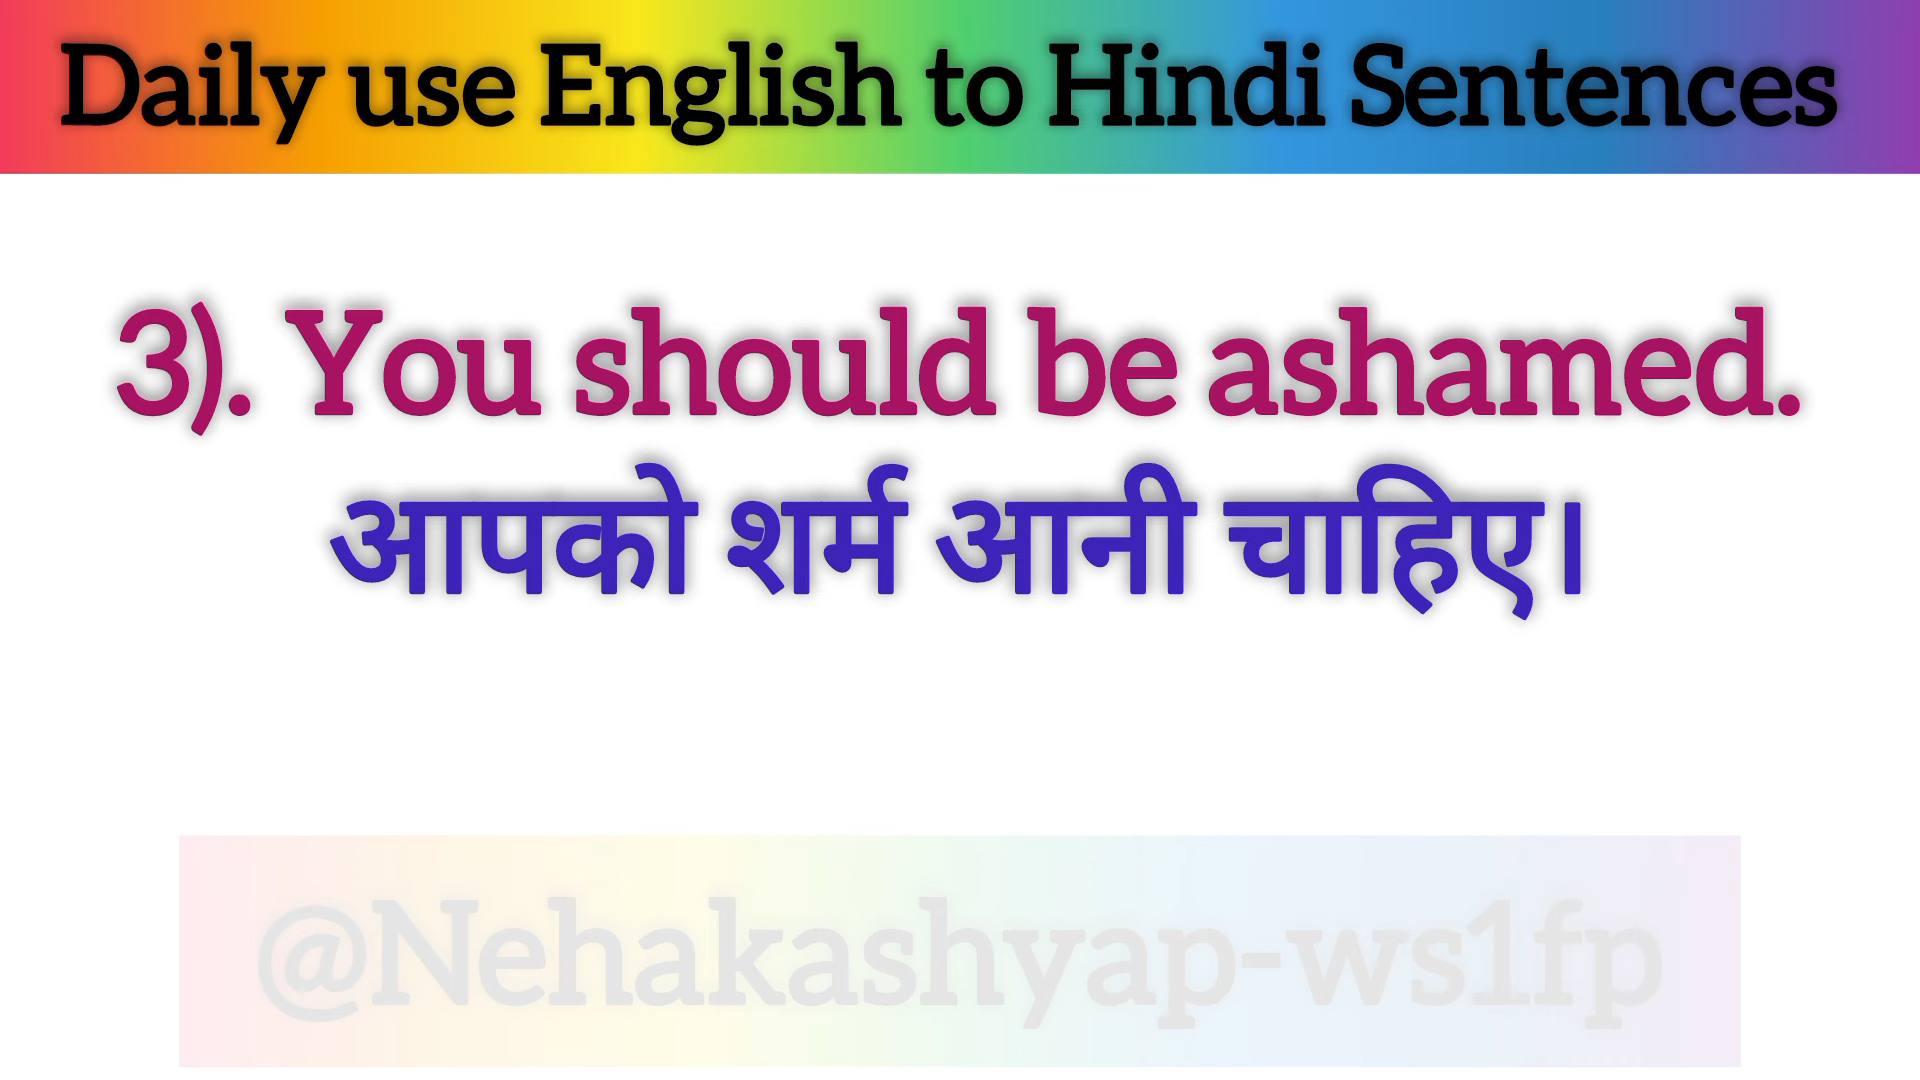 Daily use English to Hindi Sentences
3). You should be ashamed.
आपको शर्म आनी चाहिए।
@Nehakashyap-ws1fp